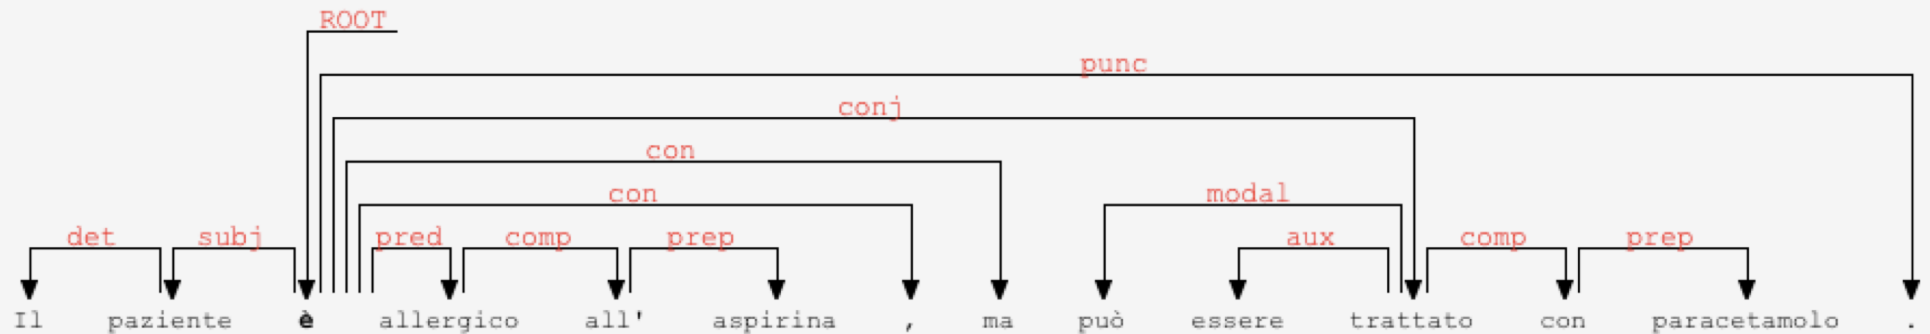 ROOT
punc
conj
con
con
modal
det subj pred comp prep aux comp prep
Il paziente è allergico all' aspirina , ma può essere trattato con paracetamolo .